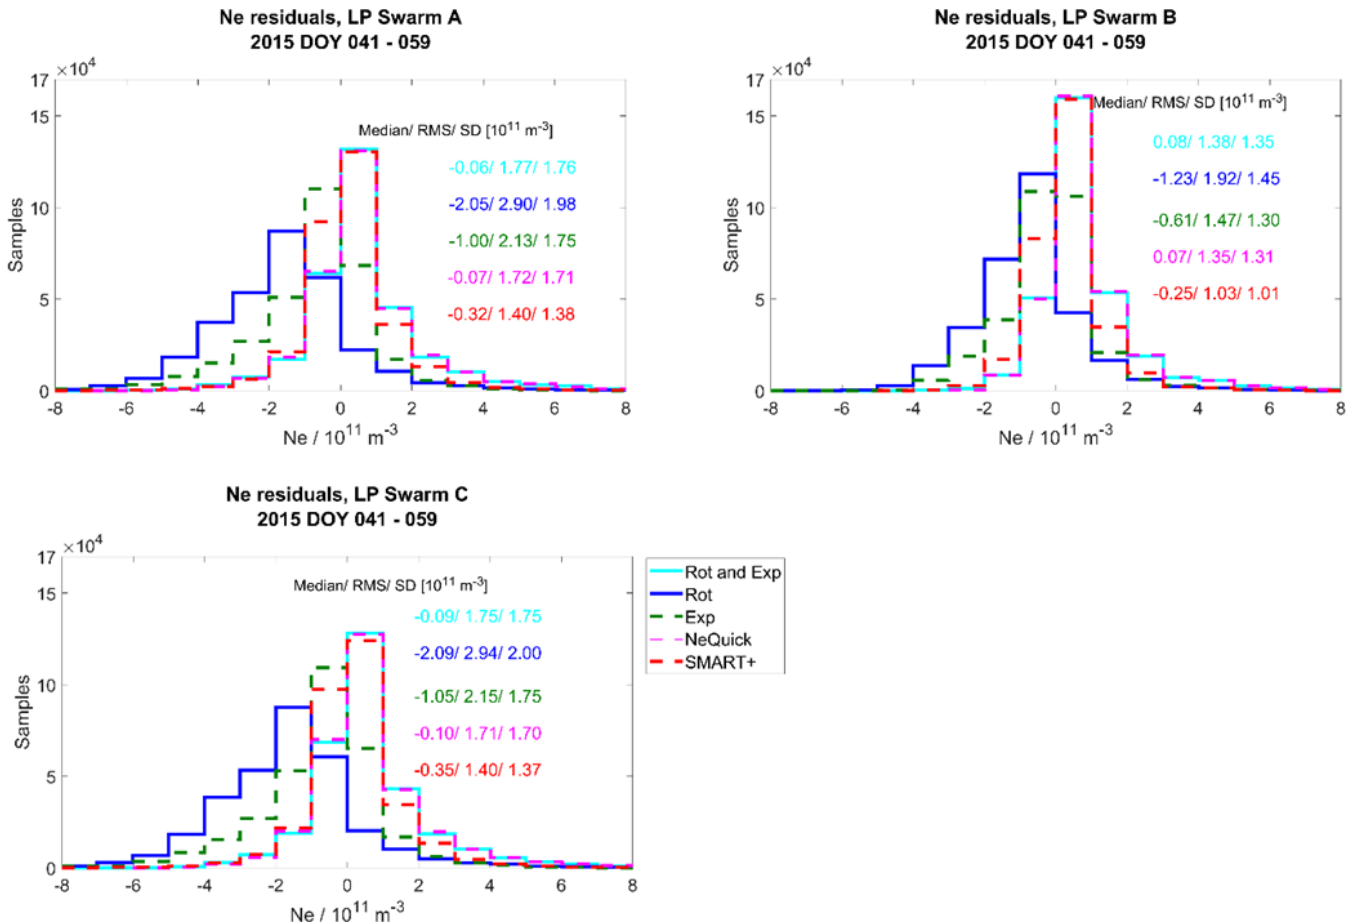 Ne residuals, LP Swarm A
2015 DOY 041 - 059
17 ×10⁴
15
10
5
0
Samples
Median/ RMS/ SD [10¹¹ m⁻³]
-0.06/ 1.77/ 1.76
-2.05/ 2.90/ 1.98
-1.00/ 2.13/ 1.75
-0.07/ 1.72/ 1.71
-0.32/ 1.40/ 1.38
-8 -6 -4 -2 0 2 4 6 8
Ne / 10¹¹ m⁻³
Ne residuals, LP Swarm B
2015 DOY 041 - 059
17 ×10⁴
15
10
5
0
Samples
Median/ RMS/ SD [10¹¹ m⁻³]
0.08/ 1.38/ 1.35
-1.23/ 1.92/ 1.45
-0.61/ 1.47/ 1.30
0.07/ 1.35/ 1.31
-0.25/ 1.03/ 1.01
-8 -6 -4 -2 0 2 4 6 8
Ne / 10¹¹ m⁻³
Ne residuals, LP Swarm C
2015 DOY 041 - 059
17 ×10⁴
15
10
5
0
Samples
Median/ RMS/ SD [10¹¹ m⁻³]
-0.09/ 1.75/ 1.75
-2.09/ 2.94/ 2.00
-1.05/ 2.15/ 1.75
-0.10/ 1.71/ 1.70
-0.35/ 1.40/ 1.37
-8 -6 -4 -2 0 2 4 6 8
Ne / 10¹¹ m⁻³
Rot and Exp
Rot
Exp
NeQuick
SMART+